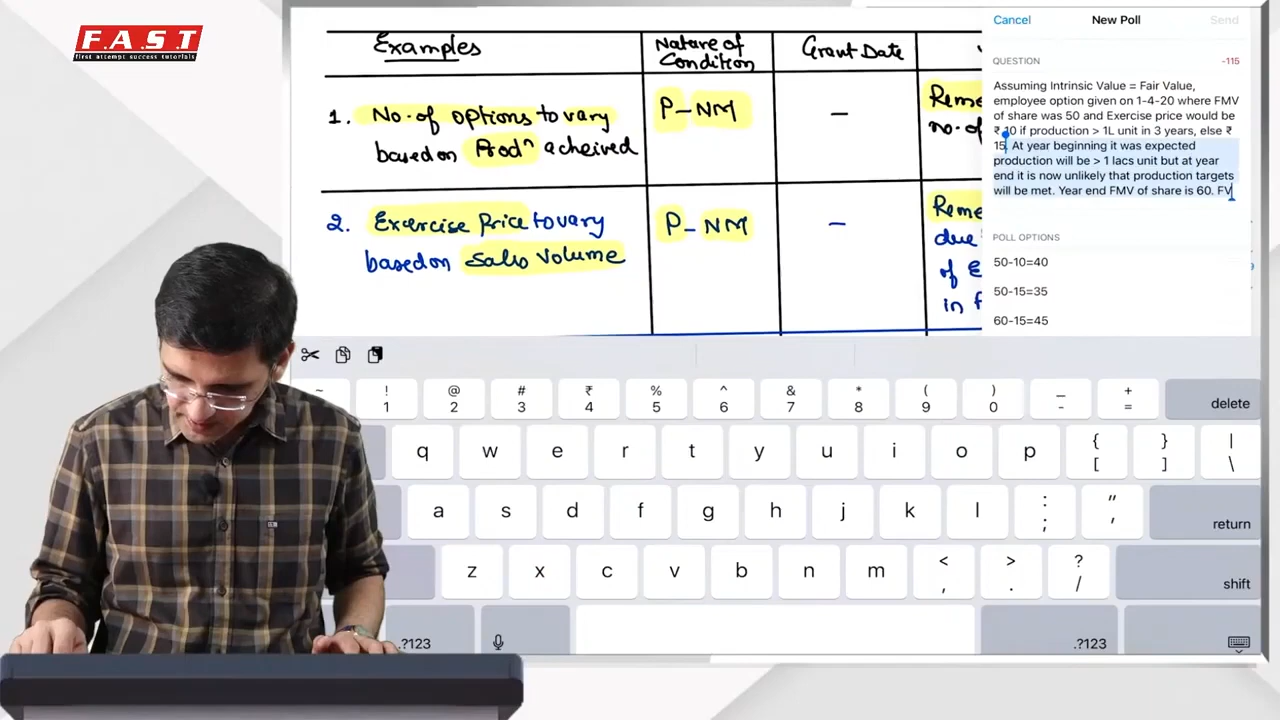 F.A.S.T
first attempt success tutorials
Examples
Nature of
Condition
Grant Date
1. No. of options to vary
based on Prodⁿ acheived
P-NM
—
Reme
no. of
2. Exercise Price to vary
based on Sales Volume
P-NM
—
Reme
due
of E
in f
Cancel
New Poll
Send
QUESTION
-115
Assuming Intrinsic Value = Fair Value,
employee option given on 1-4-20 where FMV
of share was 50 and Exercise price would be
₹ 10 if production > 1L unit in 3 years, else ₹
15. At year beginning it was expected
production will be > 1 lacs unit but at year
end it is now unlikely that production targets
will be met. Year end FMV of share is 60. FV
POLL OPTIONS
50-10=40
50-15=35
60-15=45
~ ! @ # ₹ % ^ & * ( ) _ +
1 2 3 4 5 6 7 8 9 0 - = delete
q w e r t y u i o p { [ } ] | \
a s d f g h j k l : ; " ' return
z x c v b n m < , > . ? / shift
.?123 .?123